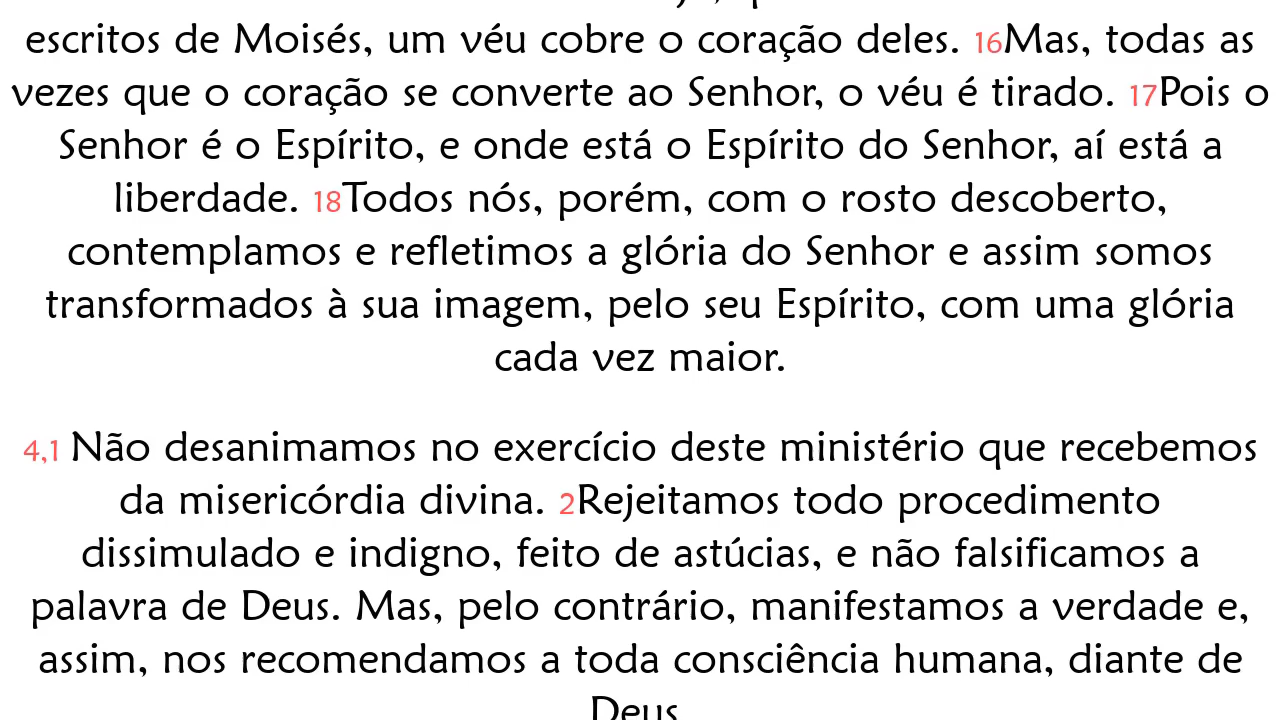 escritos de Moisés, um véu cobre o coração deles. 16Mas, todas as
vezes que o coração se converte ao Senhor, o véu é tirado. 17Pois o
Senhor é o Espírito, e onde está o Espírito do Senhor, aí está a
liberdade. 18Todos nós, porém, com o rosto descoberto,
contemplamos e refletimos a glória do Senhor e assim somos
transformados à sua imagem, pelo seu Espírito, com uma glória
cada vez maior.
4,1 Não desanimamos no exercício deste ministério que recebemos
da misericórdia divina. 2Rejeitamos todo procedimento
dissimulado e indigno, feito de astúcias, e não falsificamos a
palavra de Deus. Mas, pelo contrário, manifestamos a verdade e,
assim, nos recomendamos a toda consciência humana, diante de
Deus